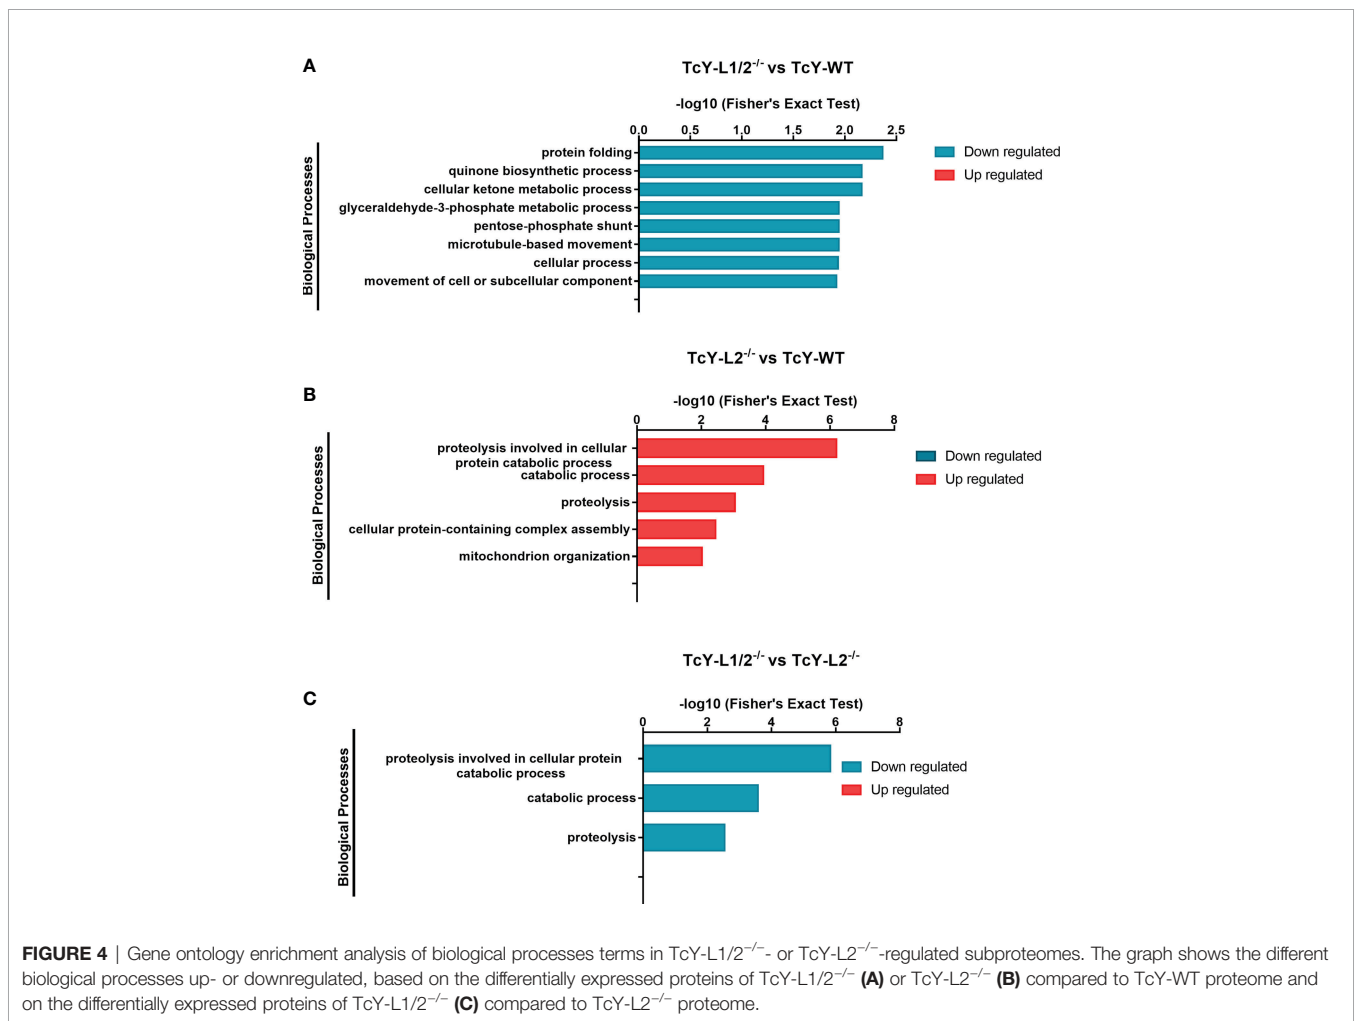 A
TcY-L1/2⁻/⁻ vs TcY-WT
-log10 (Fisher's Exact Test)
0.0 0.5 1.0 1.5 2.0 2.5
Biological Processes
protein folding
quinone biosynthetic process
cellular ketone metabolic process
glyceraldehyde-3-phosphate metabolic process
pentose-phosphate shunt
microtubule-based movement
cellular process
movement of cell or subcellular component
Down regulated
Up regulated
TcY-L2⁻/⁻ vs TcY-WT
B
-log10 (Fisher's Exact Test)
0 2 4 6 8
Biological Processes
proteolysis involved in cellular
protein catabolic process
catabolic process
proteolysis
cellular protein-containing complex assembly
mitochondrion organization
Down regulated
Up regulated
TcY-L1/2⁻/⁻ vs TcY-L2⁻/⁻
C
-log10 (Fisher's Exact Test)
0 2 4 6 8
Biological Processes
proteolysis involved in cellular protein
catabolic process
catabolic process
proteolysis
Down regulated
Up regulated
FIGURE 4 | Gene ontology enrichment analysis of biological processes terms in TcY-L1/2⁻/⁻- or TcY-L2⁻/⁻-regulated subproteomes. The graph shows the different
biological processes up- or downregulated, based on the differentially expressed proteins of TcY-L1/2⁻/⁻ (A) or TcY-L2⁻/⁻ (B) compared to TcY-WT proteome and
on the differentially expressed proteins of TcY-L1/2⁻/⁻ (C) compared to TcY-L2⁻/⁻ proteome.